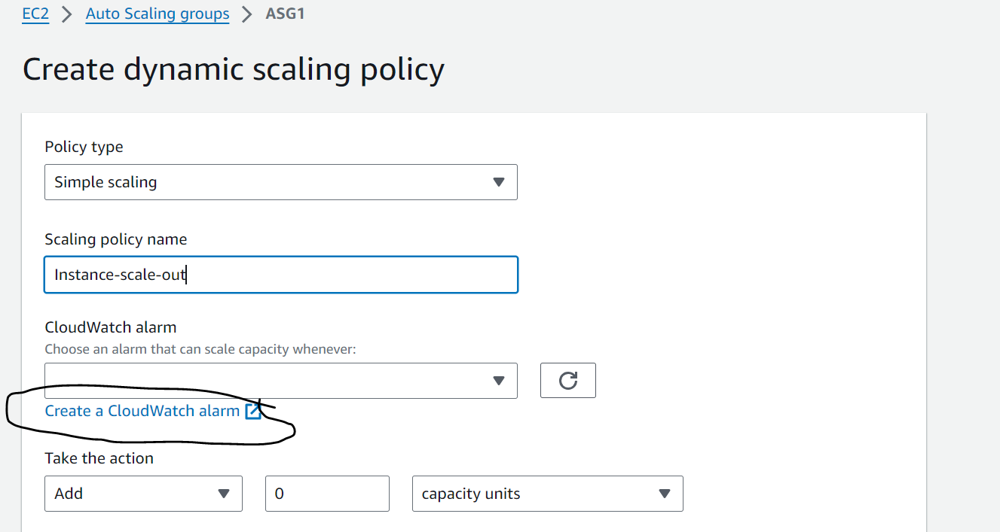 EC2 > Auto Scaling groups > ASG1
Create dynamic scaling policy
Policy type
Simple scaling
Scaling policy name
Instance-scale-out
CloudWatch alarm
Choose an alarm that can scale capacity whenever:
Create a CloudWatch alarm
Take the action
Add 0 capacity units